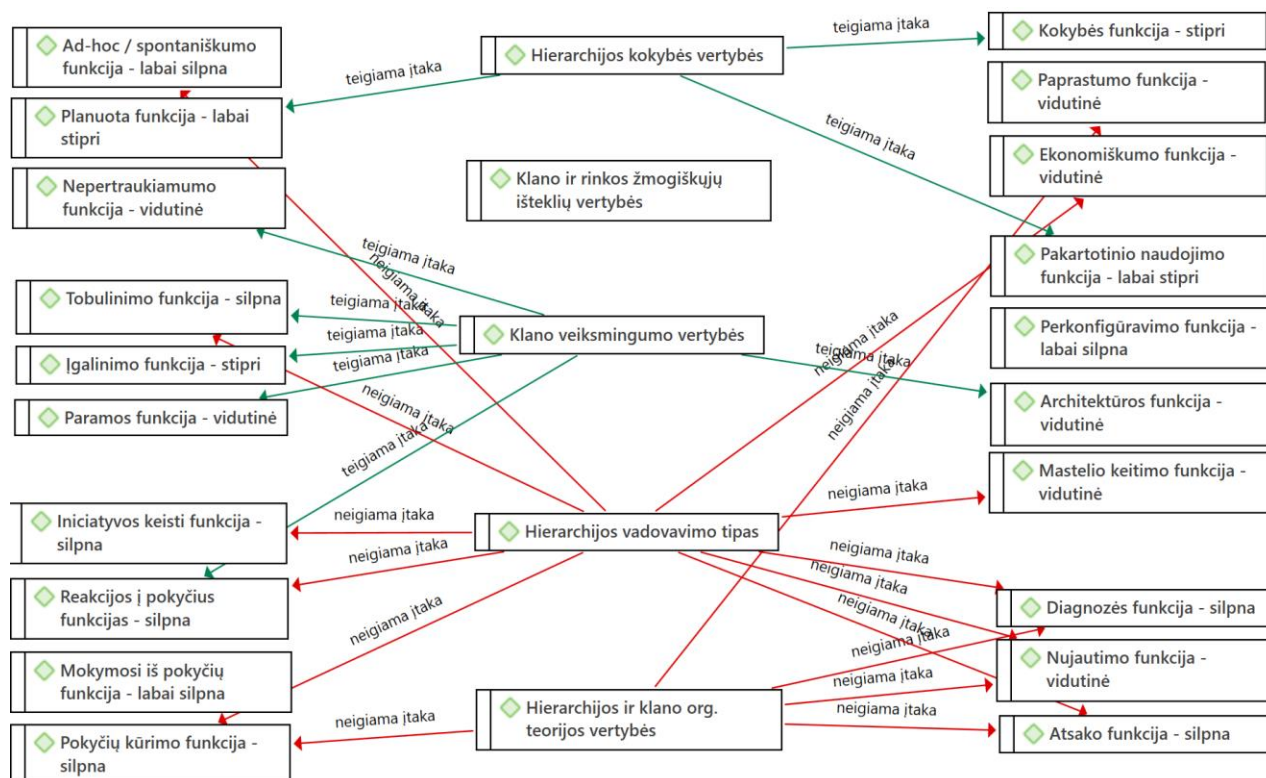 Ad-hoc / spontaniškumo
funkcija - labai silpna
Planuota funkcija - labai
stipri
Nepertraukiamumo
funkcija - vidutinė
Tobulinimo funkcija - silpna
Įgalinimo funkcija - stipri
Paramos funkcija - vidutinė
Iniciatyvos keisti funkcija -
silpna
Reakcijos į pokyčius
funkcijas - silpna
Mokymosi iš pokyčių
funkcija - labai silpna
Pokyčių kūrimo funkcija -
silpna
Hierarchijos kokybės vertybės
teigiama įtaka
teigiama įtaka
teigiama įtaka
Klano ir rinkos žmogiškųjų
išteklių vertybės
Klano veiksmingumo vertybės
teigiama įtaka
teigiama įtaka
teigiama įtaka
teigiama įtaka
teigiama įtaka
teigiama įtaka
Hierarchijos vadovavimo tipas
neigiama įtaka
neigiama įtaka
neigiama įtaka
neigiama įtaka
neigiama įtaka
neigiama įtaka
neigiama įtaka
neigiama įtaka
neigiama įtaka
neigiama įtaka
Hierarchijos ir klano org.
teorijos vertybės
neigiama įtaka
neigiama įtaka
neigiama įtaka
neigiama įtaka
neigiama įtaka
Kokybės funkcija - stipri
Paprastumo funkcija -
vidutinė
Ekonomiškumo funkcija -
vidutinė
Pakartotinio naudojimo
funkcija - labai stipri
Perkonfigūravimo funkcija -
labai silpna
Architektūros funkcija -
vidutinė
Mastelio keitimo funkcija -
vidutinė
Diagnozės funkcija - silpna
Nujautimo funkcija -
vidutinė
Atsako funkcija - silpna